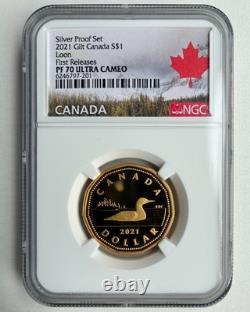 Silver Proof Set
2021 Gilt Canada S$1
Loon
First Releases
PF 70 ULTRA CAMEO
6246797-201
CANADA
NGC
CANADA
2021
DOLLAR